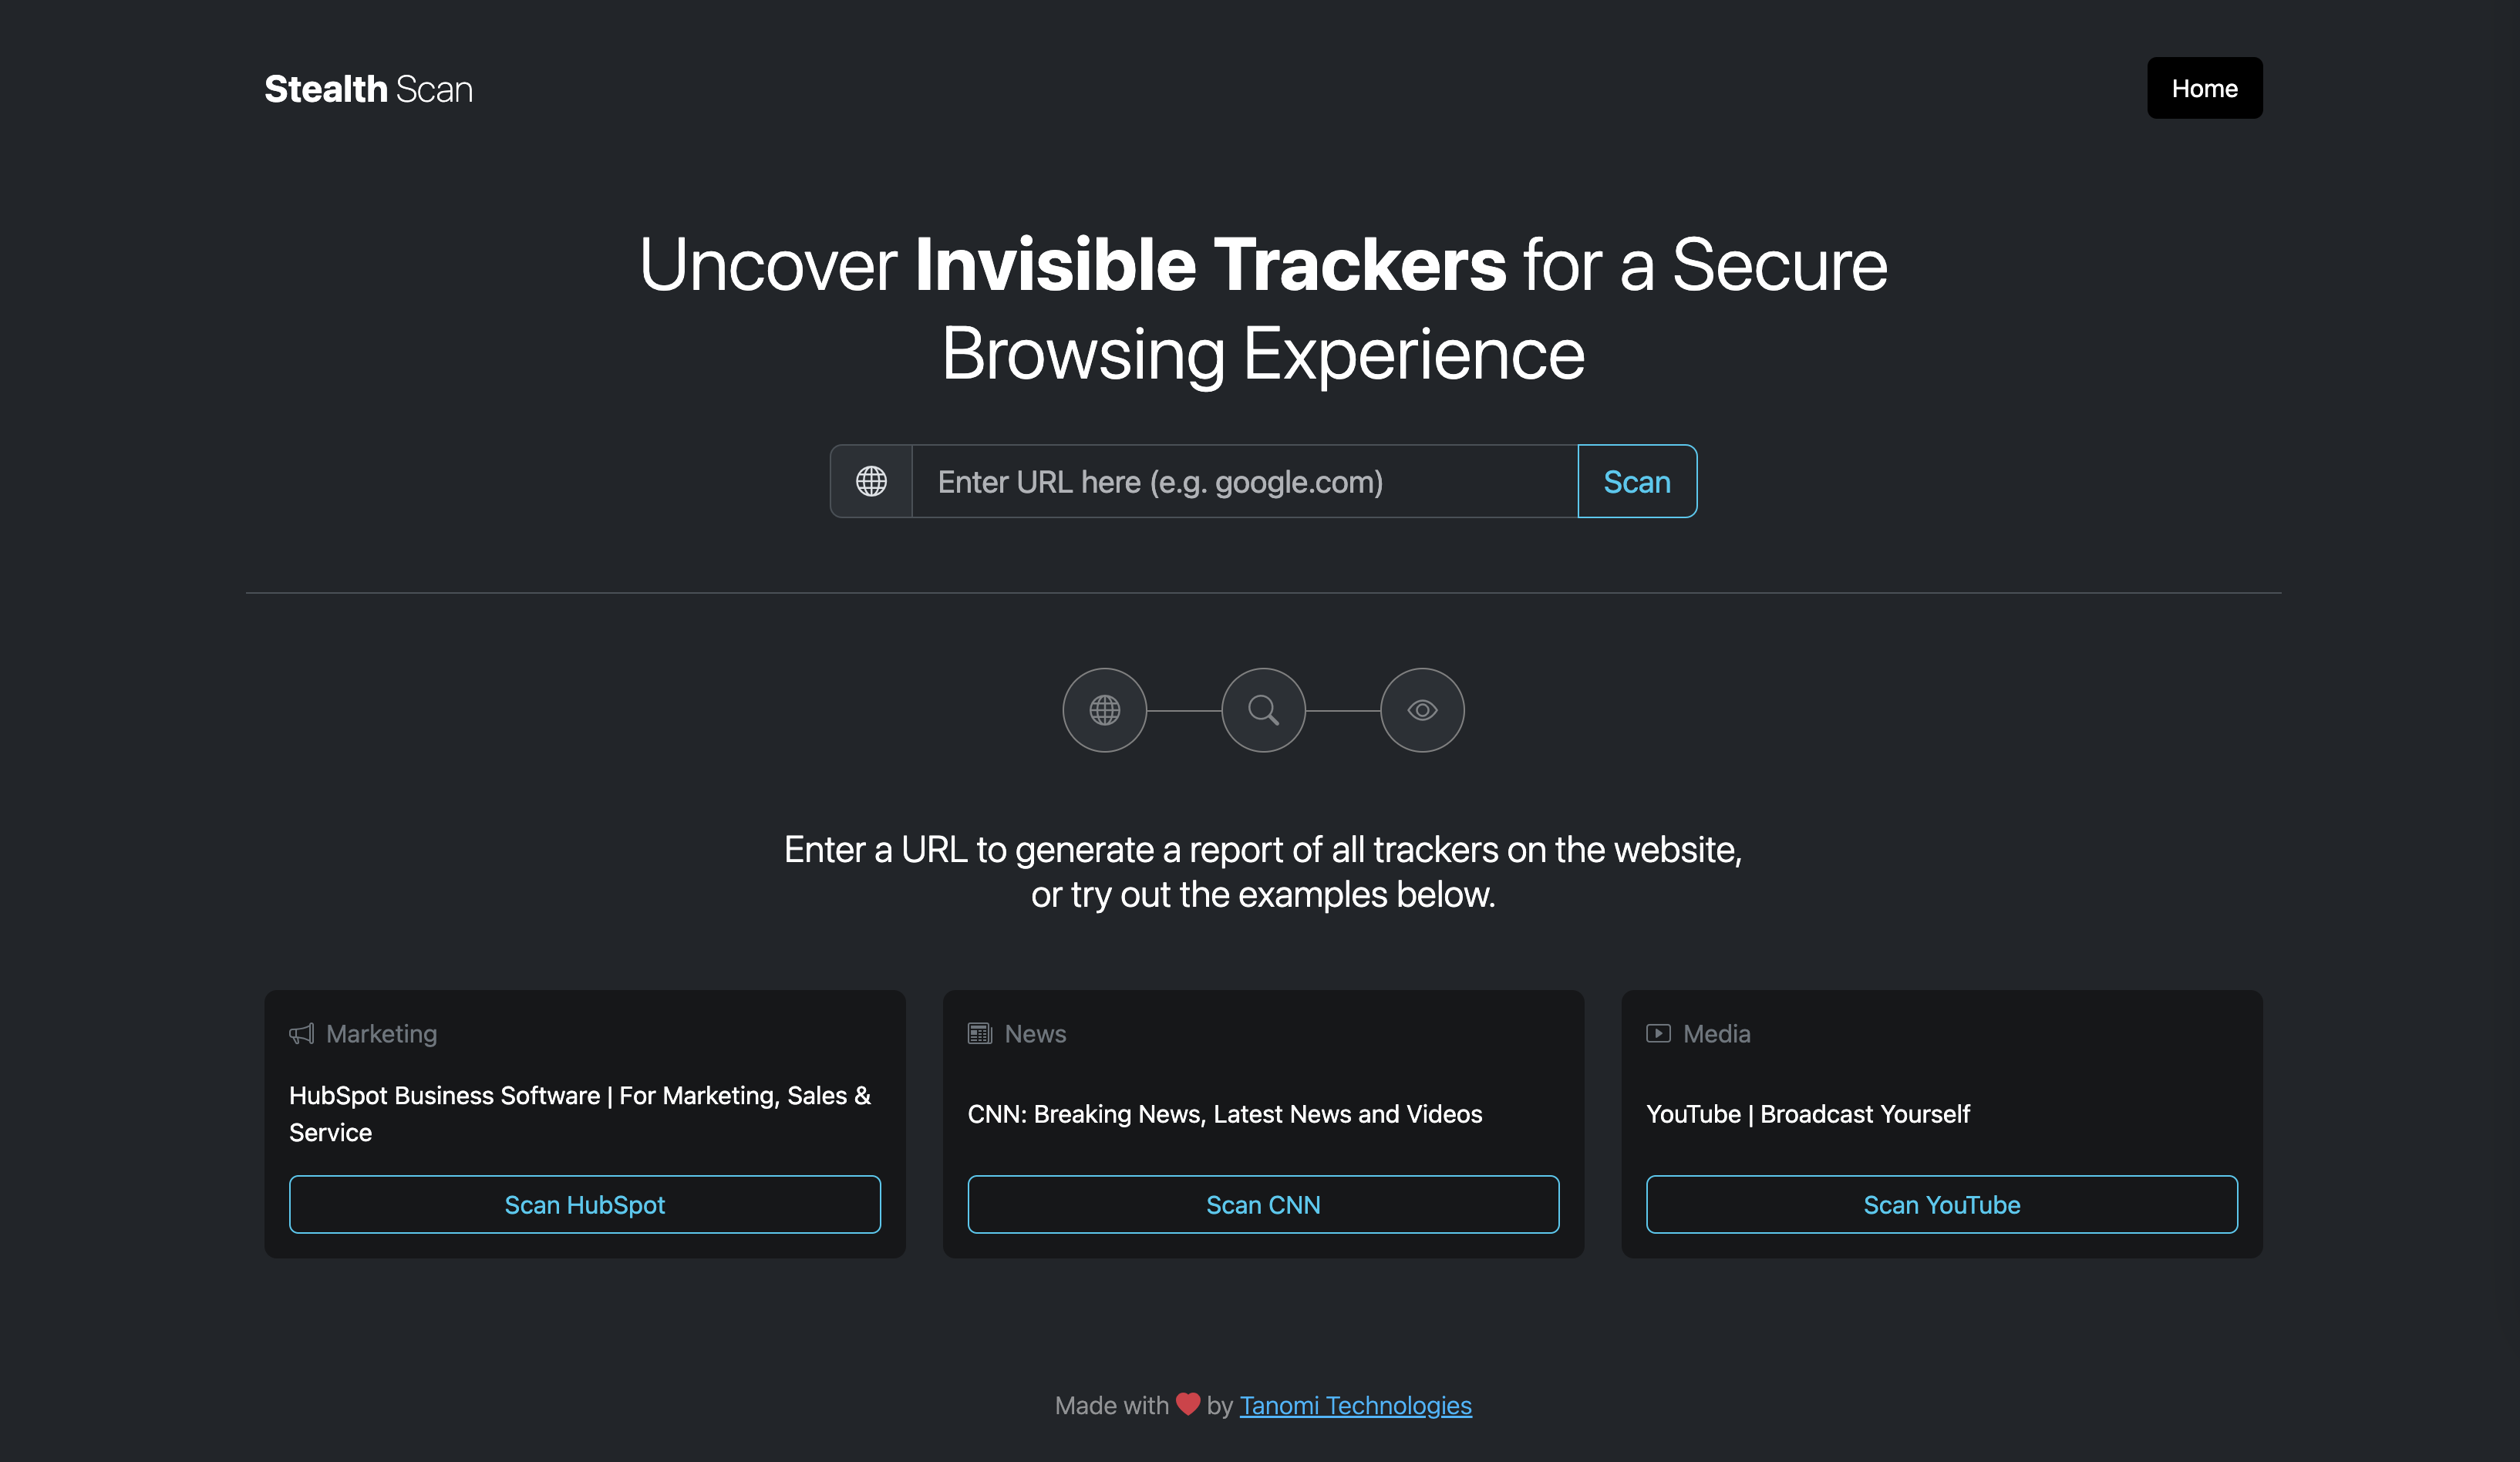 Stealth Scan
Home
Uncover Invisible Trackers for a Secure
Browsing Experience
Enter URL here (e.g. google.com)
Scan
Enter a URL to generate a report of all trackers on the website,
or try out the examples below.
Marketing
HubSpot Business Software | For Marketing, Sales &
Service
Scan HubSpot
News
CNN: Breaking News, Latest News and Videos
Scan CNN
Media
YouTube | Broadcast Yourself
Scan YouTube
Made with ❤️ by Tanomi Technologies